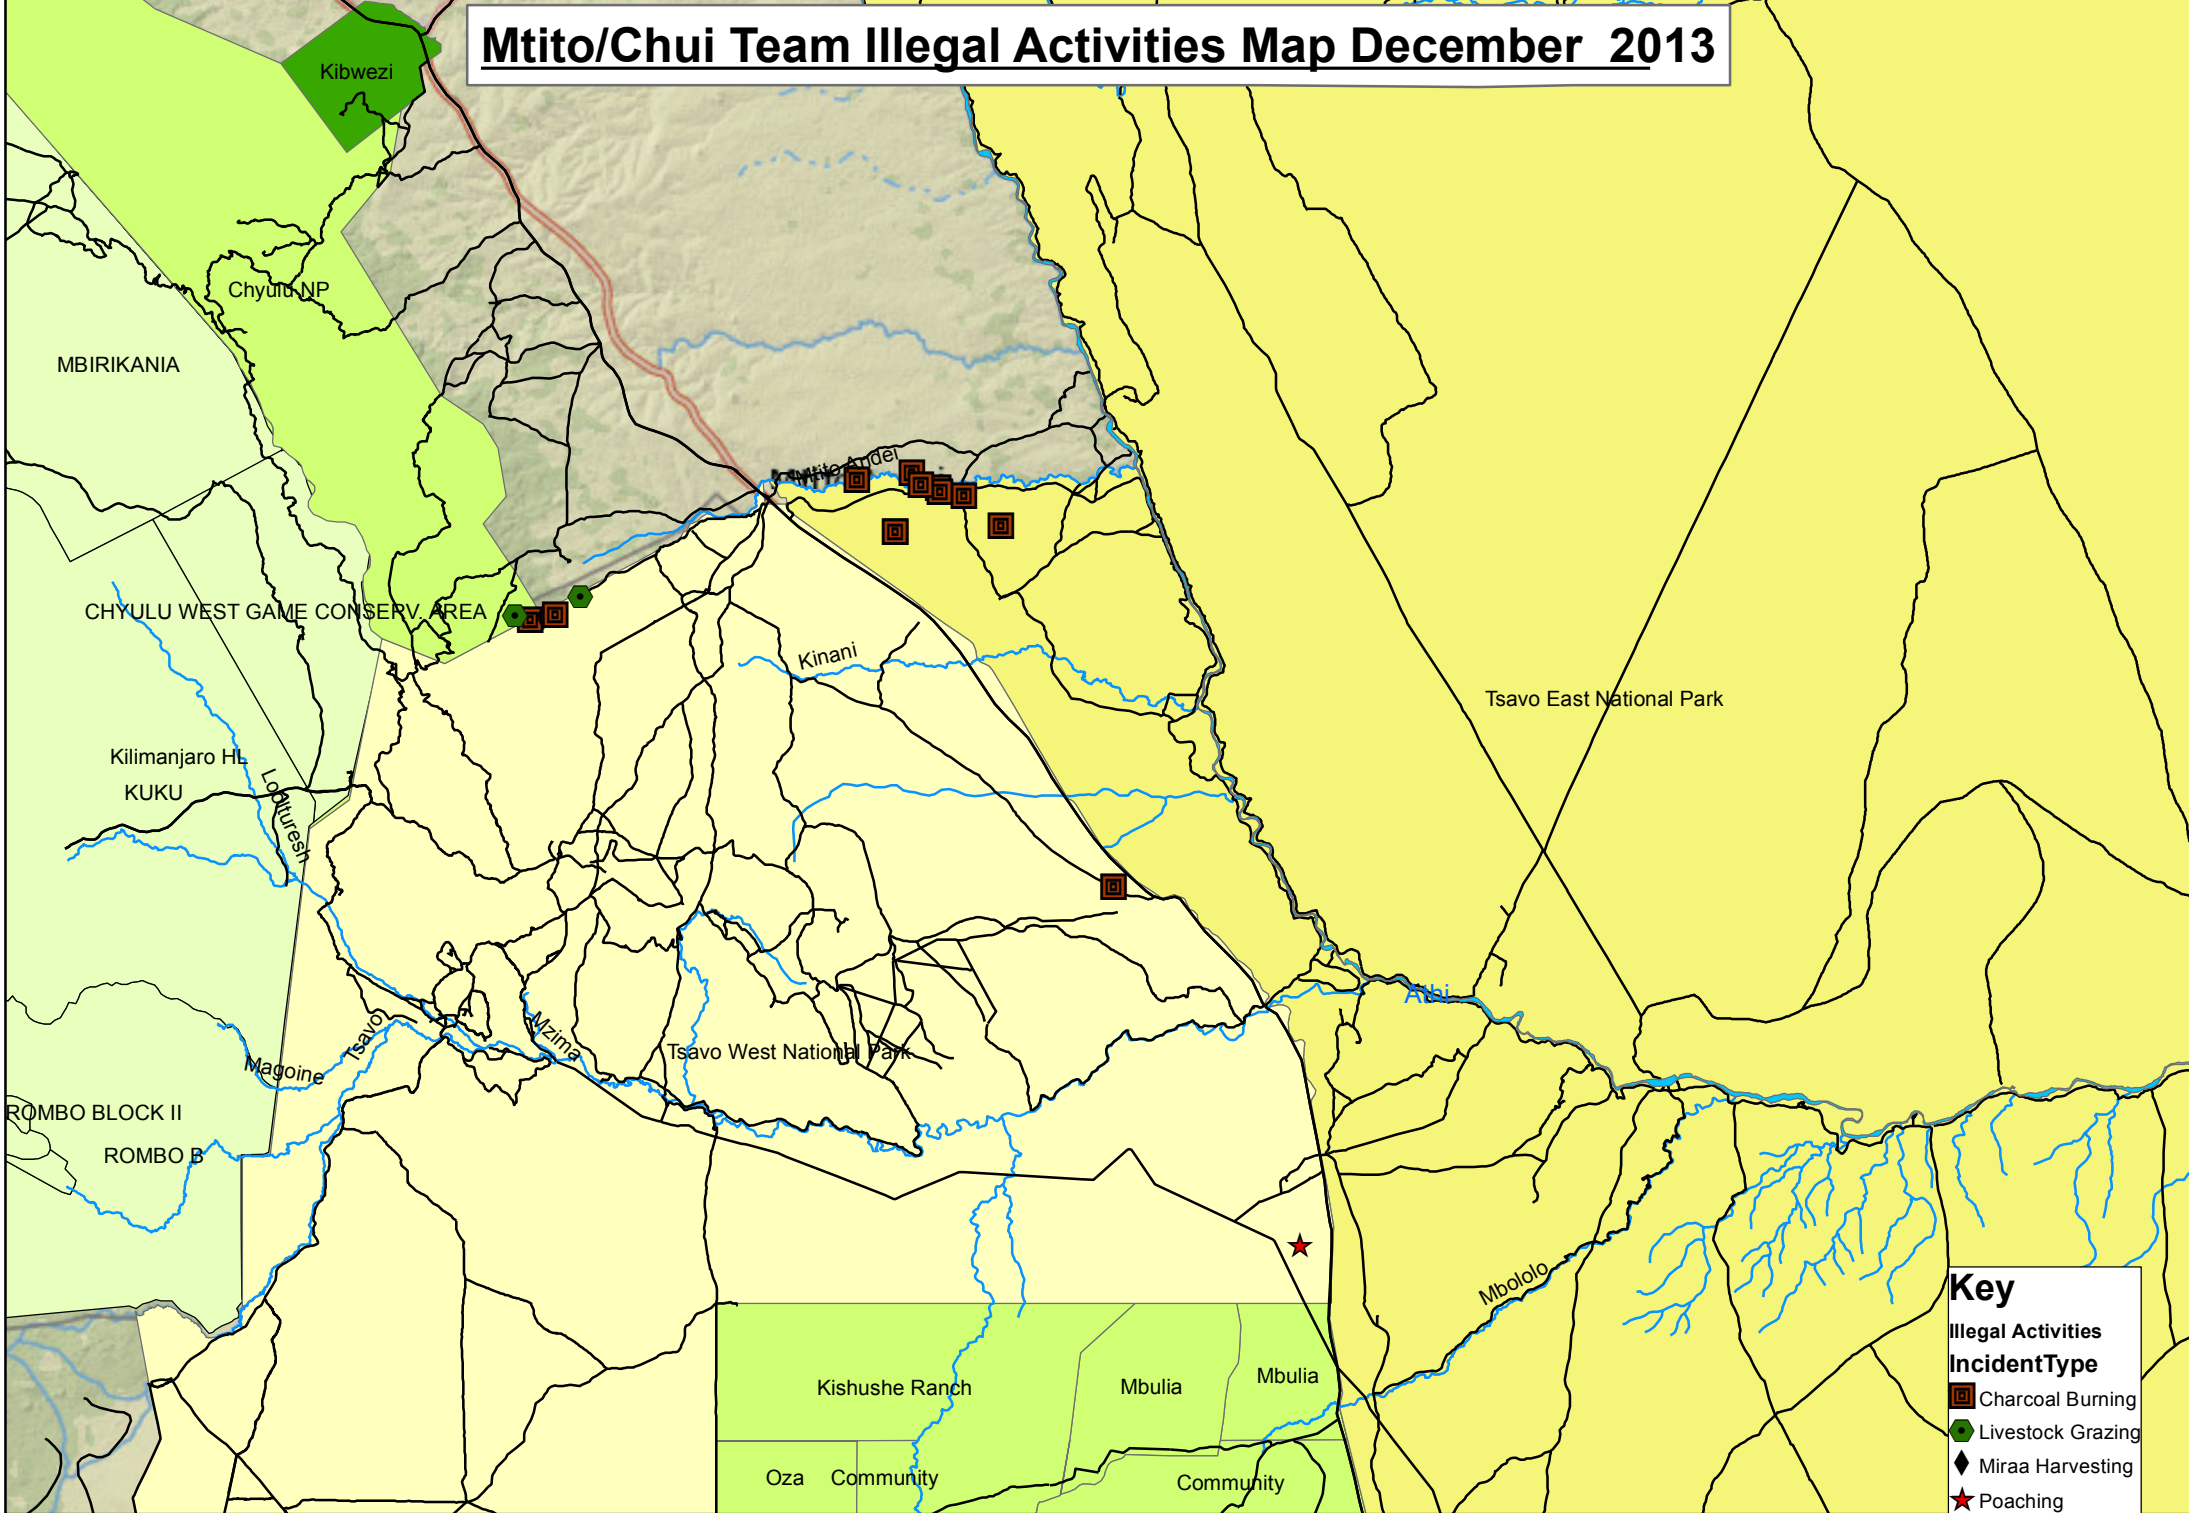 Mtito/Chui Team Illegal Activities Map December 2013
Kibwezi
Chyulu NP
MBIRIKANIA
Mtito Andei
CHYULU WEST GAME CONSERV. AREA
Kinani
Tsavo East National Park
Kilimanjaro HL
KUKU
Loolturesh
Athi
Tsavo
Mzima
Tsavo West National Park
Magoine
ROMBO BLOCK II
ROMBO B
Mbololo
Kishushe Ranch
Mbulia
Mbulia
Oza
Community
Community
Key
Illegal Activities
IncidentType
Charcoal Burning
Livestock Grazing
Miraa Harvesting
Poaching